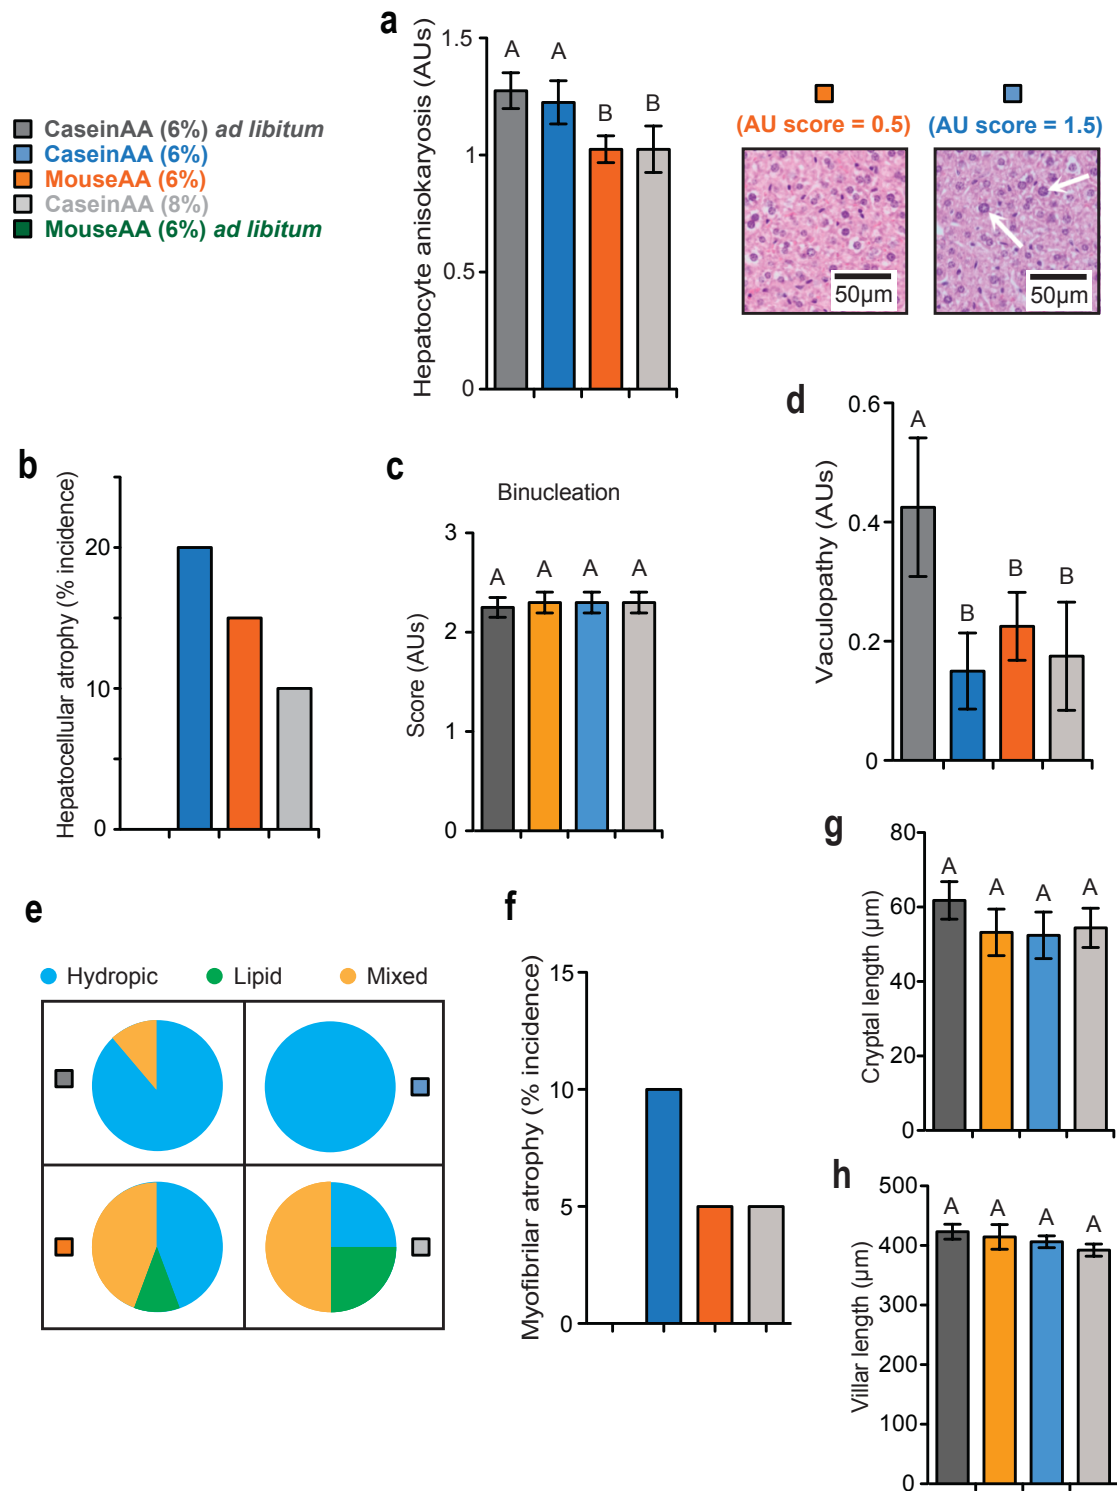 CaseinAA (6%) ad libitum
CaseinAA (6%)
MouseAA (6%)
CaseinAA (8%)
MouseAA (6%) ad libitum
a
Hepatocyte anisokaryosis (AUs)
1.5
1
0.5
0
A
A
B
B
(AU score = 0.5)
(AU score = 1.5)
50µm
50µm
b
Hepatocellular atrophy (% incidence)
20
10
0
c
Binucleation
Score (AUs)
3
2
1
0
A
A
A
A
d
Vaculopathy (AUs)
0.6
0.4
0.2
0
A
B
B
B
e
Hydropic
Lipid
Mixed
f
Myofibrilar atrophy (% incidence)
15
10
5
0
g
Cryptal length (µm)
80
60
40
20
0
A
A
A
A
h
Villar length (µm)
500
400
300
200
100
0
A
A
A
A